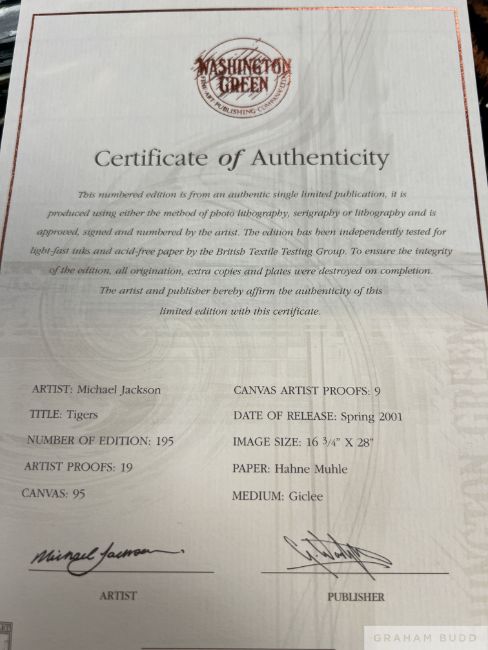 WASHINGTON
GREEN
FINE ART PUBLISHING COMPANY LTD
Certificate of Authenticity
This numbered edition is from an authentic single limited publication, it is
produced using either the method of photo lithography, serigraphy or lithography and is
approved, signed and numbered by the artist. The edition has been independently tested for
light-fast inks and acid-free paper by the British Textile Testing Group. To ensure the integrity
of the edition, all origination, extra copies and plates were destroyed on completion.
The artist and publisher hereby affirm the authenticity of this
limited edition with this certificate.
ARTIST: Michael Jackson
TITLE: Tigers
NUMBER OF EDITION: 195
ARTIST PROOFS: 19
CANVAS: 95
CANVAS ARTIST PROOFS: 9
DATE OF RELEASE: Spring 2001
IMAGE SIZE: 16 3/4" X 28"
PAPER: Hahne Muhle
MEDIUM: Giclee
Michael Jackson
ARTIST
PUBLISHER
GRAHAM BUDD